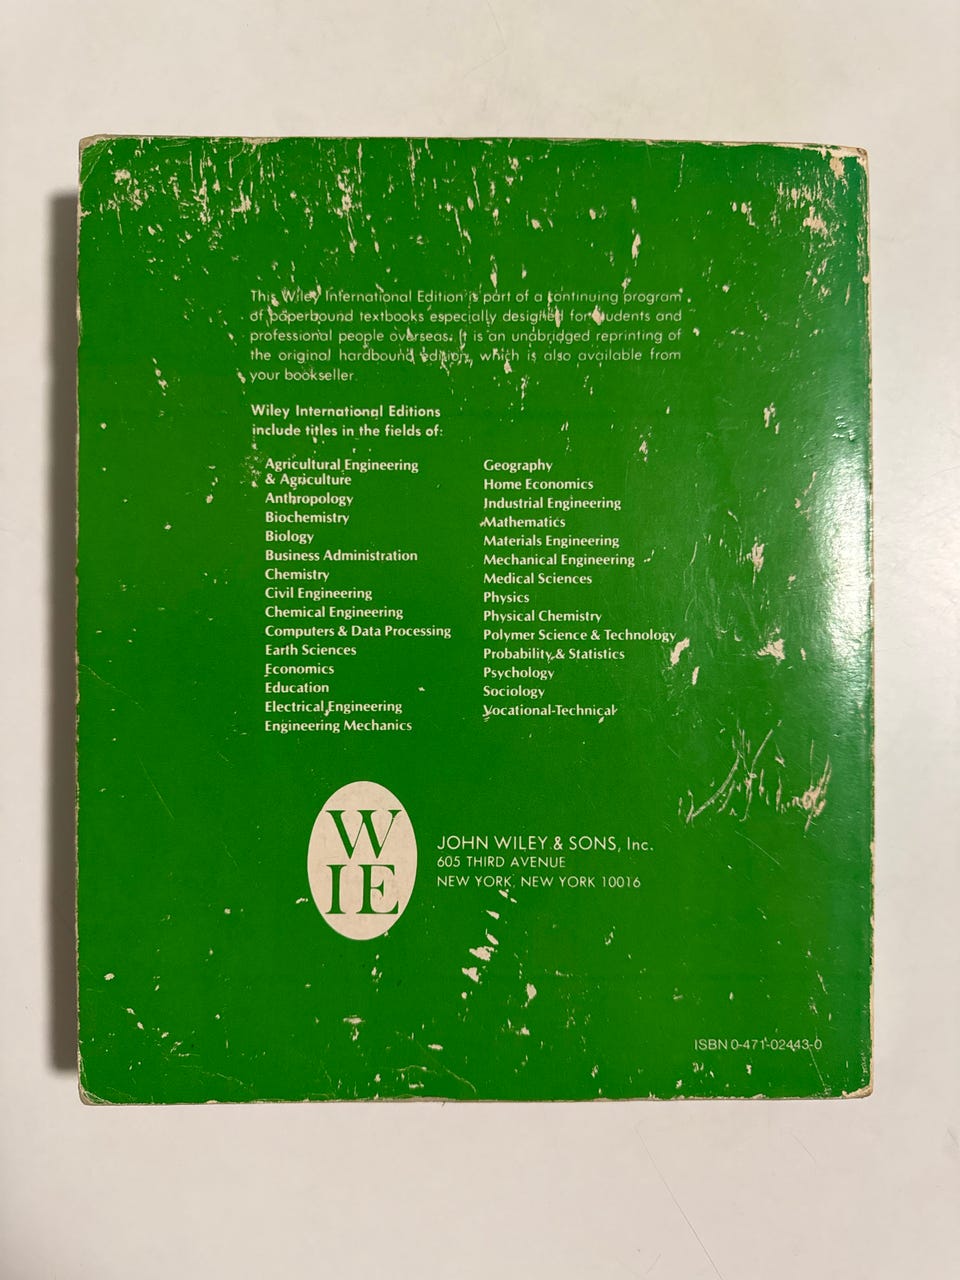 This Wiley International Edition is part of a continuing program
of paperbound textbooks especially designed for students and
professional people overseas. It is an unabridged reprinting of
the original hardbound edition, which is also available from
your bookseller.
Wiley International Editions
include titles in the fields of:
Agricultural Engineering
& Agriculture
Anthropology
Biochemistry
Biology
Business Administration
Chemistry
Civil Engineering
Chemical Engineering
Computers & Data Processing
Earth Sciences
Economics
Education
Electrical Engineering
Engineering Mechanics
Geography
Home Economics
Industrial Engineering
Mathematics
Materials Engineering
Mechanical Engineering
Medical Sciences
Physics
Physical Chemistry
Polymer Science & Technology
Probability & Statistics
Psychology
Sociology
Vocational-Technical
W
IE
JOHN WILEY & SONS, Inc.
605 THIRD AVENUE
NEW YORK, NEW YORK 10016
ISBN 0-471-02443-0